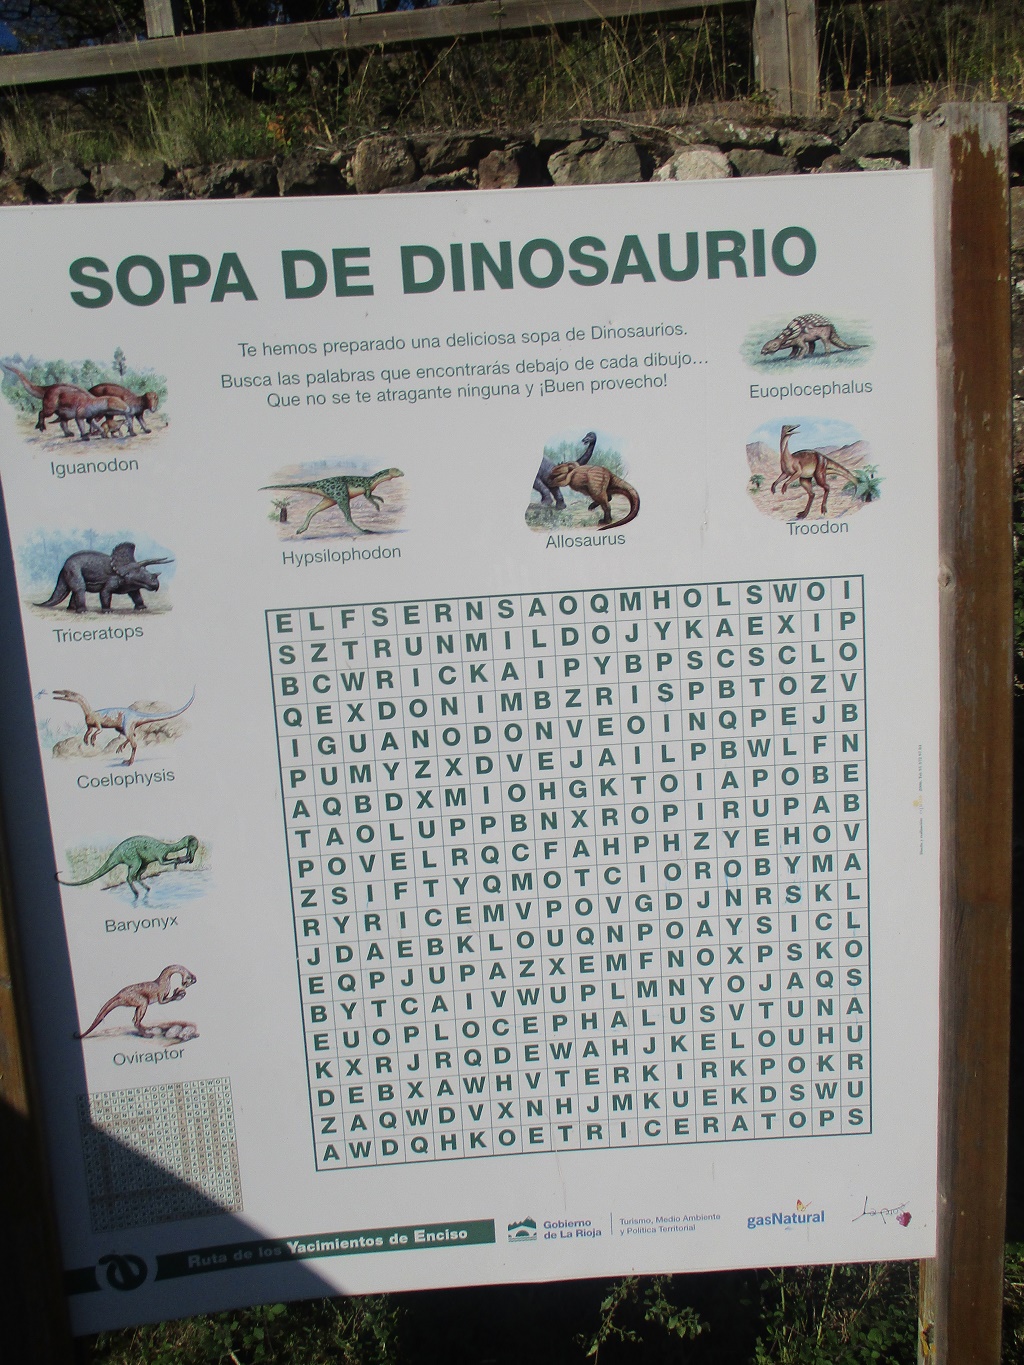 SOPA DE DINOSAURIO
Te hemos preparado una deliciosa sopa de Dinosaurios.
Busca las palabras que encontrarás debajo de cada dibujo...
Que no se te atragante ninguna y ¡Buen provecho!
Euoplocephalus
Iguanodon
Hypsilophodon
Allosaurus
Troodon
Triceratops
Coelophysis
Baryonyx
Oviraptor
E L F S E R N S A O Q M H O L S W O I
S Z T R U N M I L D O J Y K A E X I P
B C W R I C K A I P Y B P S C S C L O
Q E X D O N I M B Z R I S P B T O Z V
I G U A N O D O N V E O I N Q P E J B
P U M Y Z X D V E J A I L P B W L F N
A Q B D X M I O H G K T O I A P O B E
T A O L U P P B N X R O P I R U P A B
P O V E L R Q C F A H P H Z Y E H O V
Z S I F T Y Q M O T C I O R O B Y M A
R Y R I C E M V P O V G D J N R S K L
J D A E B K L O U Q N P O A Y S I C L
E Q P J U P A Z X E M F N O X P S K O
B Y T C A I V W U P L M N Y O J A Q S
E U O P L O C E P H A L U S V T U N A
K X R J R Q D E W A H J K E L O U H U
D E B X A W H V T E R K I R K P O K R
Z A Q W D V X N H J M K U E K D S W U
A W D Q H K O E T R I C E R A T O P S
Ruta de los Yacimientos de Enciso
Gobierno
de La Rioja
Turismo, Medio Ambiente
y Política Territorial
gasNatural